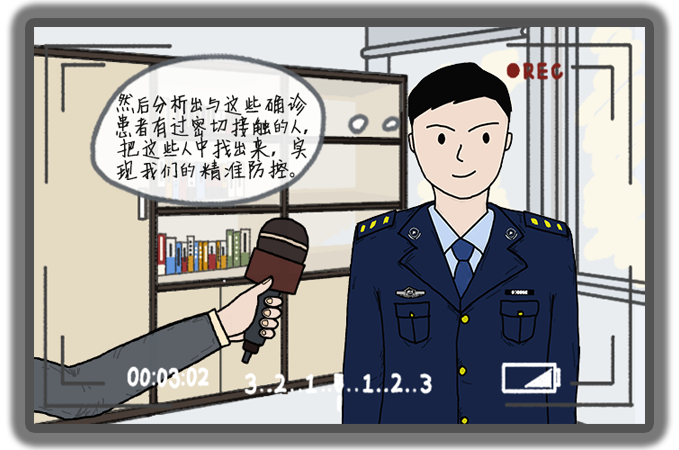 然后分析出与这些确诊
患者有过密切接触的人,
把这些人中找出来,实
现我们的精准防控。
REC
00:03:02
3..2..1..1..2..3